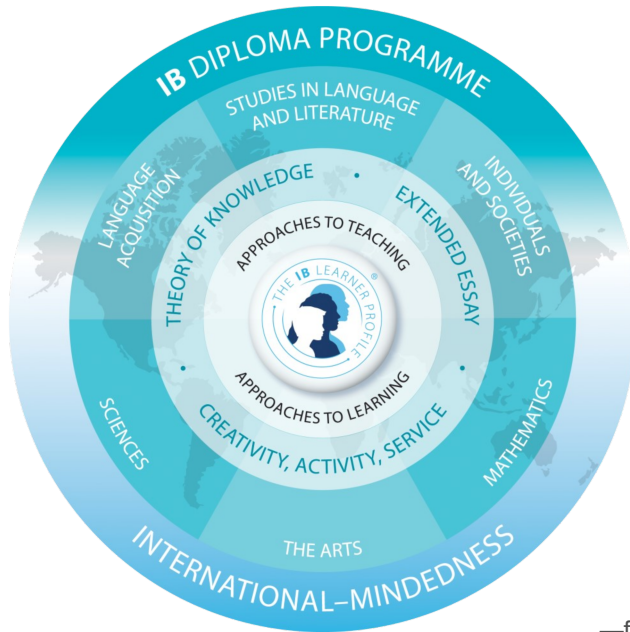 IB DIPLOMA PROGRAMME
STUDIES IN LANGUAGE
AND LITERATURE
LANGUAGE
ACQUISITION
INDIVIDUALS
AND SOCIETIES
THEORY OF KNOWLEDGE
EXTENDED ESSAY
APPROACHES TO TEACHING
THE IB LEARNER PROFILE
®
APPROACHES TO LEARNING
CREATIVITY, ACTIVITY, SERVICE
SCIENCES
MATHEMATICS
THE ARTS
INTERNATIONAL–MINDEDNESS